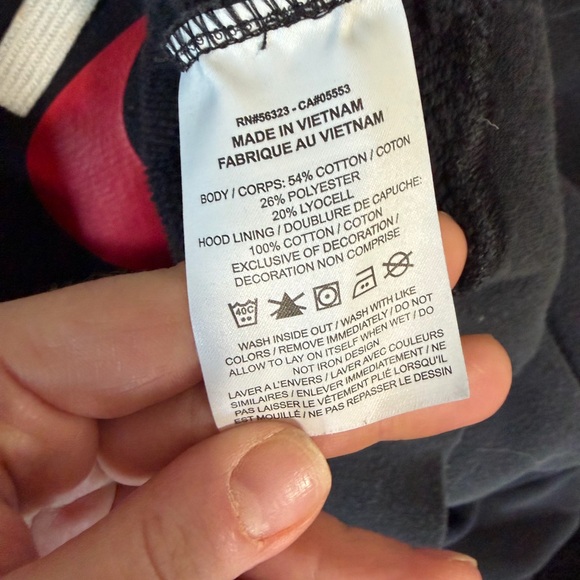 RN#56323 - CA#05553
MADE IN VIETNAM
FABRIQUE AU VIETNAM
BODY / CORPS: 54% COTTON / COTON
26% POLYESTER
20% LYOCELL
HOOD LINING / DOUBLURE DE CAPUCHE:
100% COTTON / COTON
EXCLUSIVE OF DECORATION /
DECORATION NON COMPRISE
40C
WASH INSIDE OUT / WASH WITH LIKE
COLORS / REMOVE IMMEDIATELY / DO NOT
ALLOW TO LAY ON ITSELF WHEN WET / DO
NOT IRON DESIGN
LAVER A L'ENVERS / LAVER AVEC COULEURS
SIMILAIRES / ENLEVER IMMEDIATEMENT / NE
PAS LAISSER LE VÊTEMENT PLIÉ LORSQU'IL
EST MOUILLÉ / NE PAS REPASSER LE DESSIN